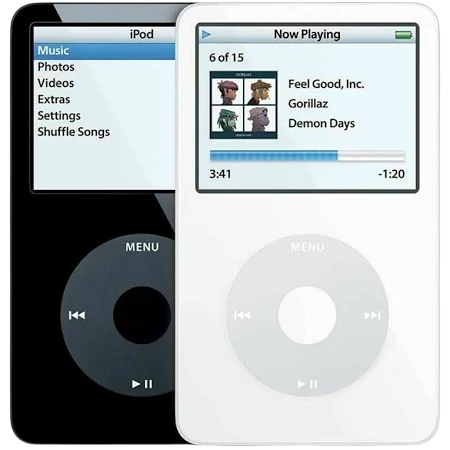 iPod
Music
Photos
Videos
Extras
Settings
Shuffle Songs
MENU
Now Playing
6 of 15
GORILLAZ
Feel Good, Inc.
Gorillaz
Demon Days
3:41
-1:20
MENU